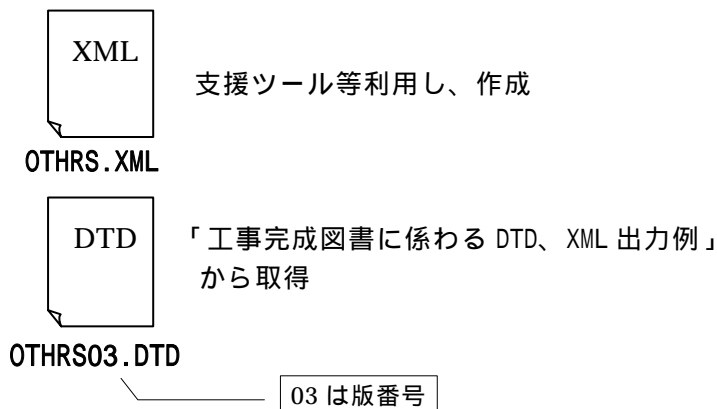 XML
支援ツール等利用し、作成
OTHRS.XML
DTD
「工事完成図書に係わる DTD、XML 出力例」
から取得
OTHRS03.DTD
03 は版番号